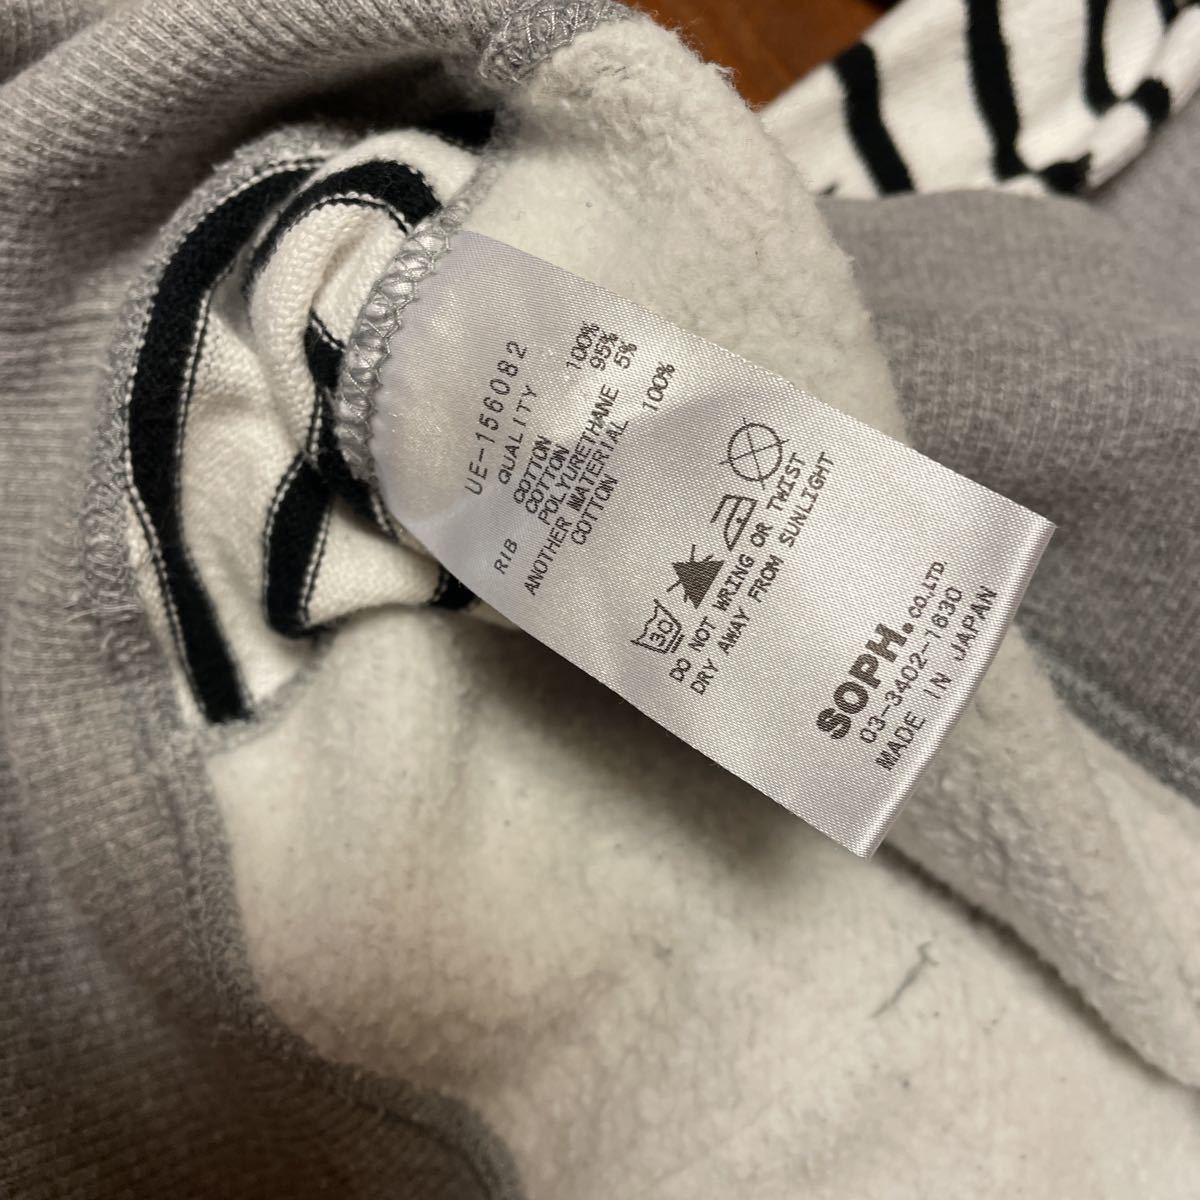 UE-156082
QUALITY
COTTON 100%
RIB COTTON 95%
POLYURETHANE 5%
ANOTHER MATERIAL
COTTON 100%
30
DO NOT WRING OR TWIST
DRY AWAY FROM SUNLIGHT
SOPH.CO.,LTD.
03-3402-1630
MADE IN JAPAN